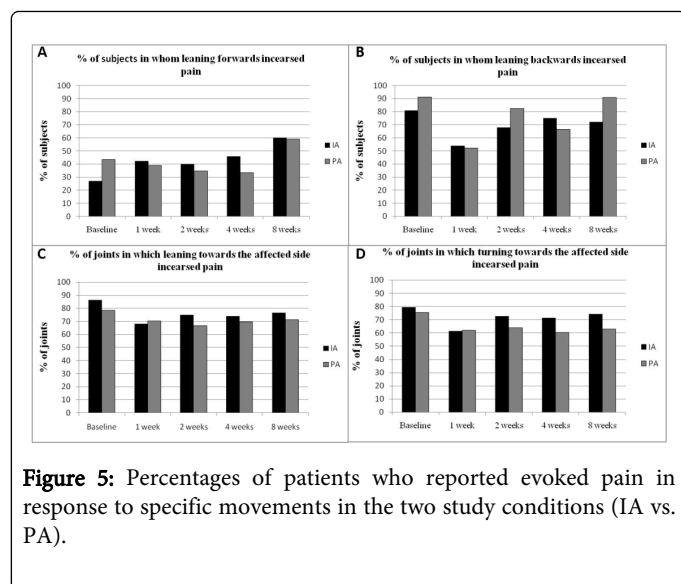 A
% of subjects in whom leaning forwards incearsed
pain
% of subjects
100
90
80
70
60
50
40
30
20
10
0
Baseline 1 week 2 weeks 4 weeks 8 weeks
IA
PA
B
% of subjects in whom leaning backwards incearsed
pain
% of subjects
100
90
80
70
60
50
40
30
20
10
0
Baseline 1 week 2 weeks 4 weeks 8 weeks
IA
PA
C
% of joints in which leaning towards the affected side
incearsed pain
% of joints
100
90
80
70
60
50
40
30
20
10
0
Baseline 1 week 2 weeks 4 weeks 8 weeks
IA
PA
D
% of joints in which turning towards the affected side
incearsed pain
% of joints
100
90
80
70
60
50
40
30
20
10
0
Baseline 1 week 2 weeks 4 weeks 8 weeks
IA
PA
Figure 5: Percentages of patients who reported evoked pain in
response to specific movements in the two study conditions (IA vs.
PA).